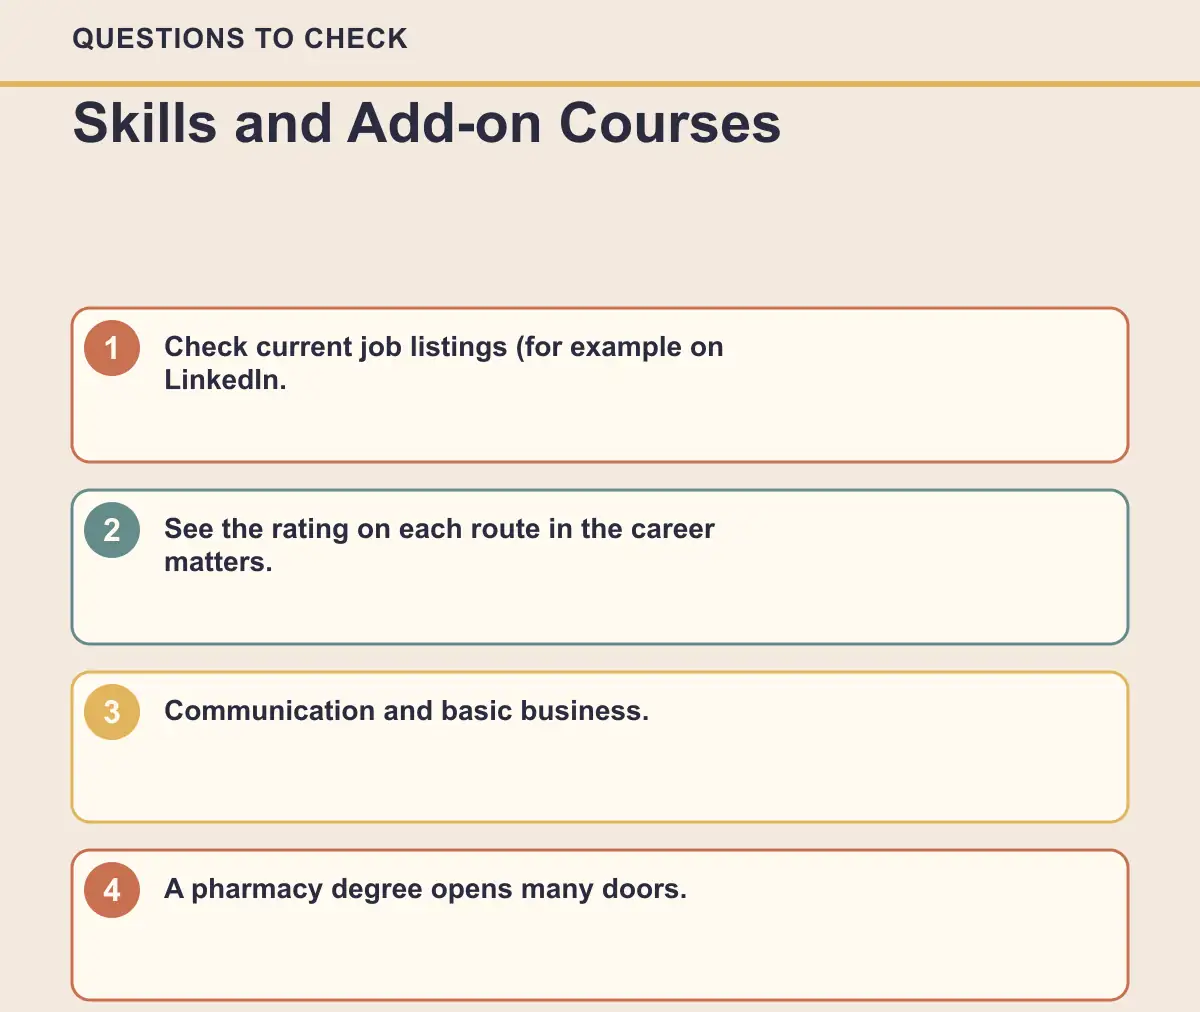 QUESTIONS TO CHECK
Skills and Add-on Courses
1
Check current job listings (for example on
LinkedIn.
2
See the rating on each route in the career
matters.
3
Communication and basic business.
4
A pharmacy degree opens many doors.